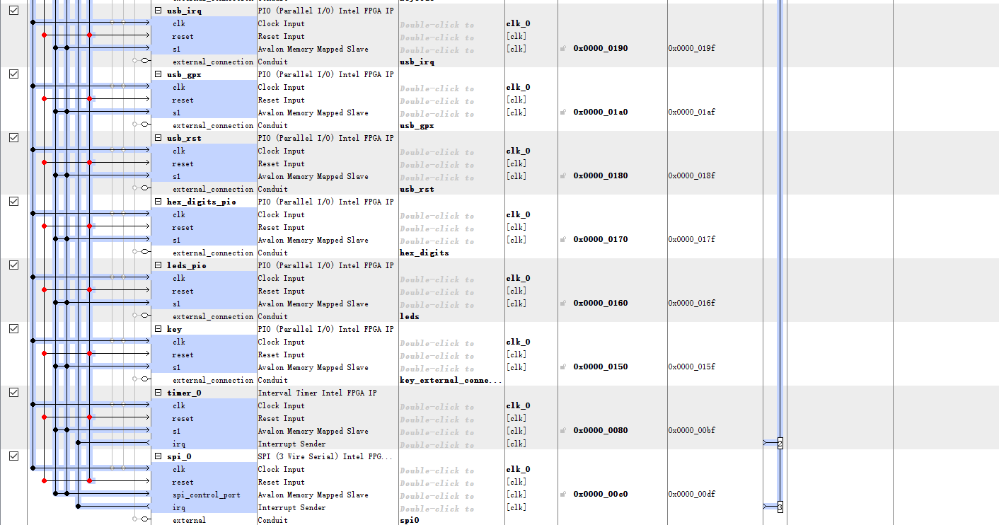 usb_irq PIO (Parallel I/O) Intel FPGA IP
clk Clock Input Double-click to clk_0
reset Reset Input Double-click to [clk]
s1 Avalon Memory Mapped Slave Double-click to [clk] 0x0000_0190 0x0000_019f
external_connection Conduit usb_irq
usb_gpx PIO (Parallel I/O) Intel FPGA IP
clk Clock Input Double-click to clk_0
reset Reset Input Double-click to [clk]
s1 Avalon Memory Mapped Slave Double-click to [clk] 0x0000_01a0 0x0000_01af
external_connection Conduit usb_gpx
usb_rst PIO (Parallel I/O) Intel FPGA IP
clk Clock Input Double-click to clk_0
reset Reset Input Double-click to [clk]
s1 Avalon Memory Mapped Slave Double-click to [clk] 0x0000_0180 0x0000_018f
external_connection Conduit usb_rst
hex_digits_pio PIO (Parallel I/O) Intel FPGA IP
clk Clock Input Double-click to clk_0
reset Reset Input Double-click to [clk]
s1 Avalon Memory Mapped Slave Double-click to [clk] 0x0000_0170 0x0000_017f
external_connection Conduit hex_digits
leds_pio PIO (Parallel I/O) Intel FPGA IP
clk Clock Input Double-click to clk_0
reset Reset Input Double-click to [clk]
s1 Avalon Memory Mapped Slave Double-click to [clk] 0x0000_0160 0x0000_016f
external_connection Conduit leds
key PIO (Parallel I/O) Intel FPGA IP
clk Clock Input Double-click to clk_0
reset Reset Input Double-click to [clk]
s1 Avalon Memory Mapped Slave Double-click to [clk] 0x0000_0150 0x0000_015f
external_connection Conduit key_external_conne...
timer_0 Interval Timer Intel FPGA IP
clk Clock Input Double-click to clk_0
reset Reset Input Double-click to [clk]
s1 Avalon Memory Mapped Slave Double-click to [clk] 0x0000_0080 0x0000_00bf
irq Interrupt Sender Double-click to [clk] 2
spi_0 SPI (3 Wire Serial) Intel FPG...
clk Clock Input Double-click to clk_0
reset Reset Input Double-click to [clk]
spi_control_port Avalon Memory Mapped Slave Double-click to [clk] 0x0000_00c0 0x0000_00df
irq Interrupt Sender Double-click to [clk] 3
external Conduit spi0